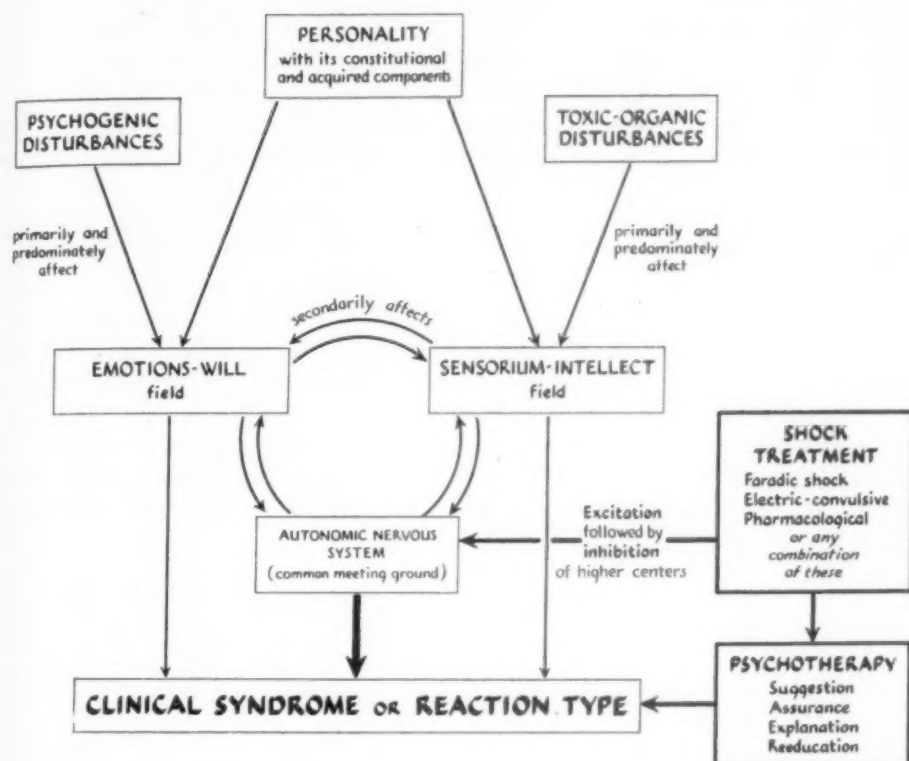 PERSONALITY
with its constitutional
and acquired components
PSYCHOGENIC
DISTURBANCES
TOXIC-ORGANIC
DISTURBANCES
primarily and
predominately
affect
primarily and
predominately
affect
secondarily affects
EMOTIONS-WILL
field
SENSORIUM-INTELLECT
field
SHOCK
TREATMENT
Faradic shock
Electric-convulsive
Pharmacological
or any
combination
of these
Excitation
followed by
inhibition
of higher centers
AUTONOMIC NERVOUS
SYSTEM
(common meeting ground)
CLINICAL SYNDROME OR REACTION TYPE
PSYCHOTHERAPY
Suggestion
Assurance
Explanation
Reeducation